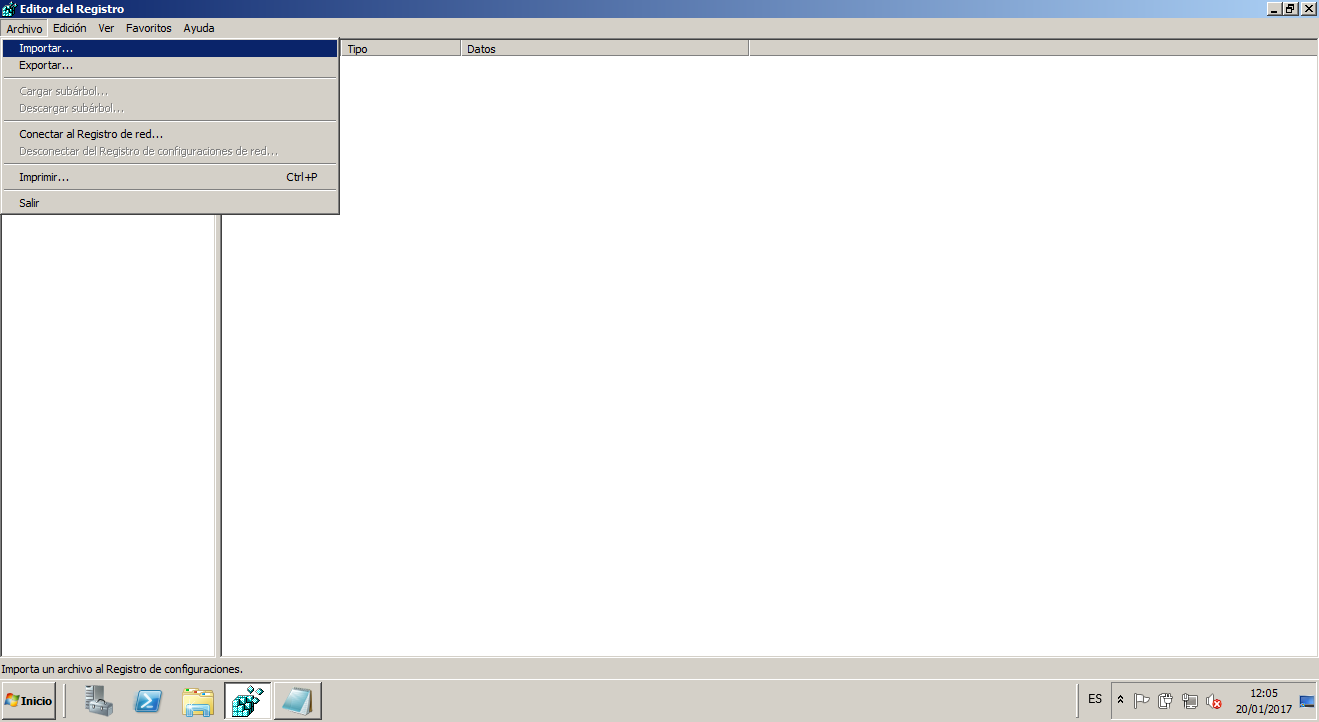 Editor del Registro
Archivo Edición Ver Favoritos Ayuda
Importar...
Exportar...
Cargar subárbol...
Descargar subárbol...
Conectar al Registro de red...
Desconectar del Registro de configuraciones de red...
Imprimir... Ctrl+P
Salir
Tipo Datos
Importa un archivo al Registro de configuraciones.
Inicio
ES
12:05
20/01/2017